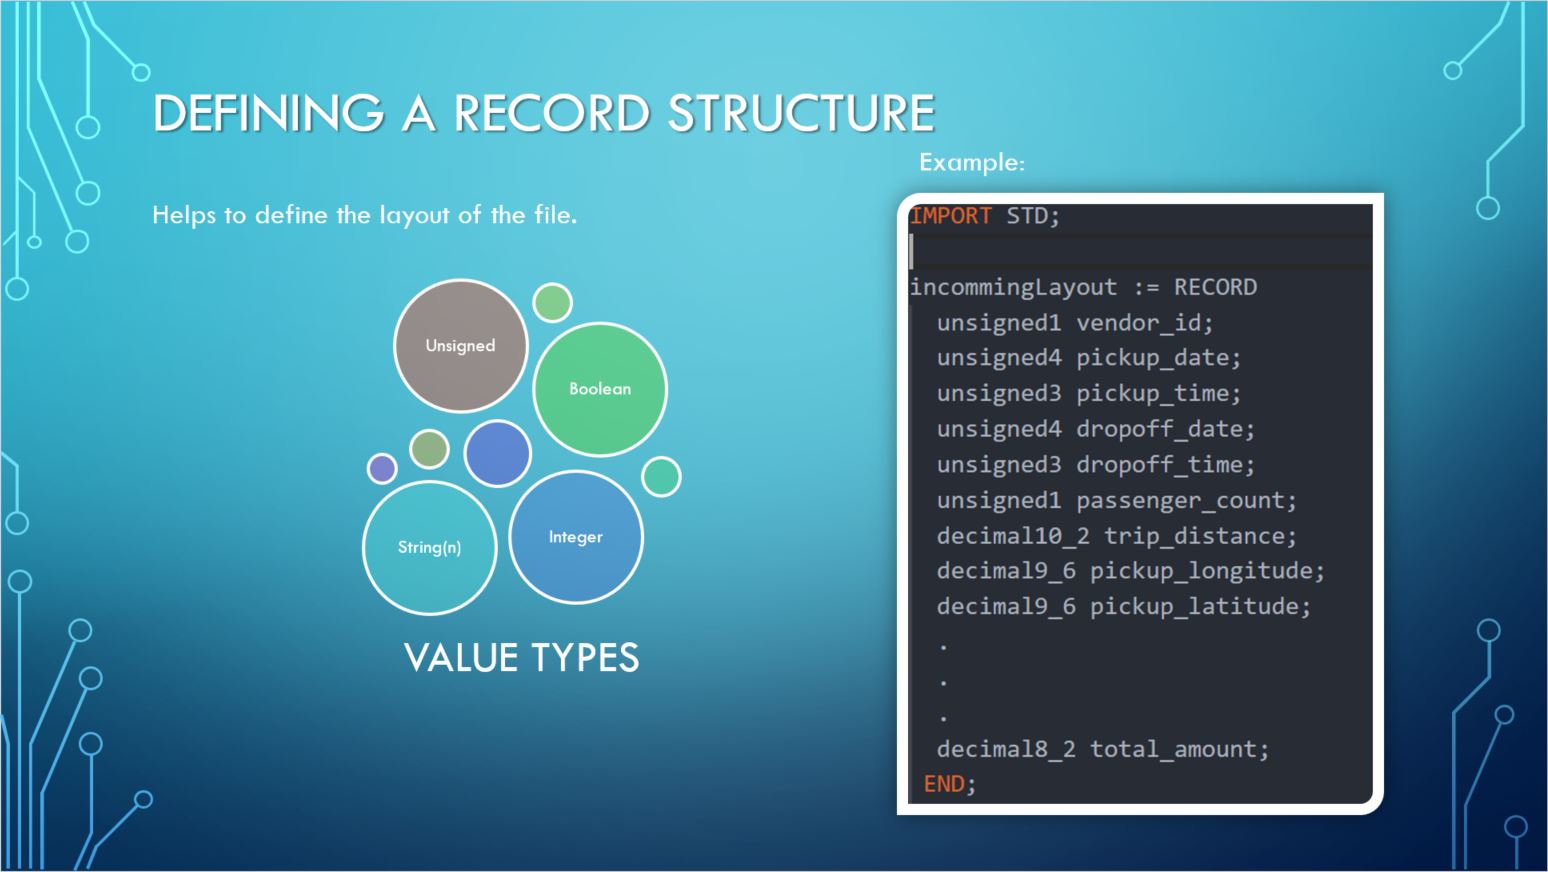 DEFINING A RECORD STRUCTURE
Helps to define the layout of the file.
Unsigned
Boolean
String(n)
Integer
VALUE TYPES
Example:
IMPORT STD;
incommingLayout := RECORD
unsigned1 vendor_id;
unsigned4 pickup_date;
unsigned3 pickup_time;
unsigned4 dropoff_date;
unsigned3 dropoff_time;
unsigned1 passenger_count;
decimal10_2 trip_distance;
decimal9_6 pickup_longitude;
decimal9_6 pickup_latitude;
.
.
.
decimal8_2 total_amount;
END;